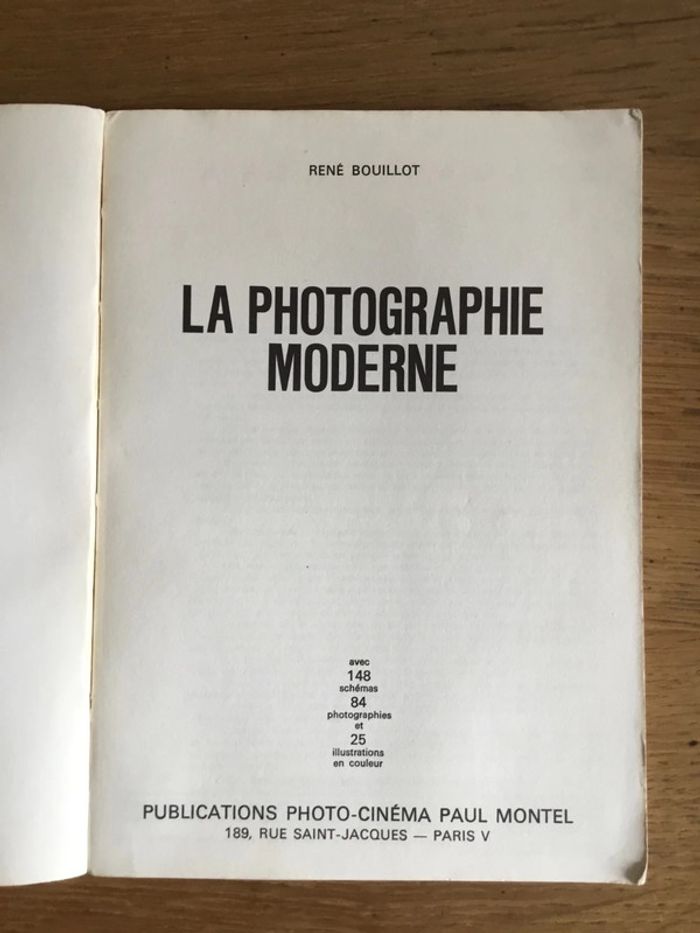 RENÉ BOUILLOT
LA PHOTOGRAPHIE
MODERNE
avec
148
schémas
84
photographies
et
25
illustrations
en couleur
PUBLICATIONS PHOTO-CINÉMA PAUL MONTEL
189, RUE SAINT-JACQUES — PARIS V